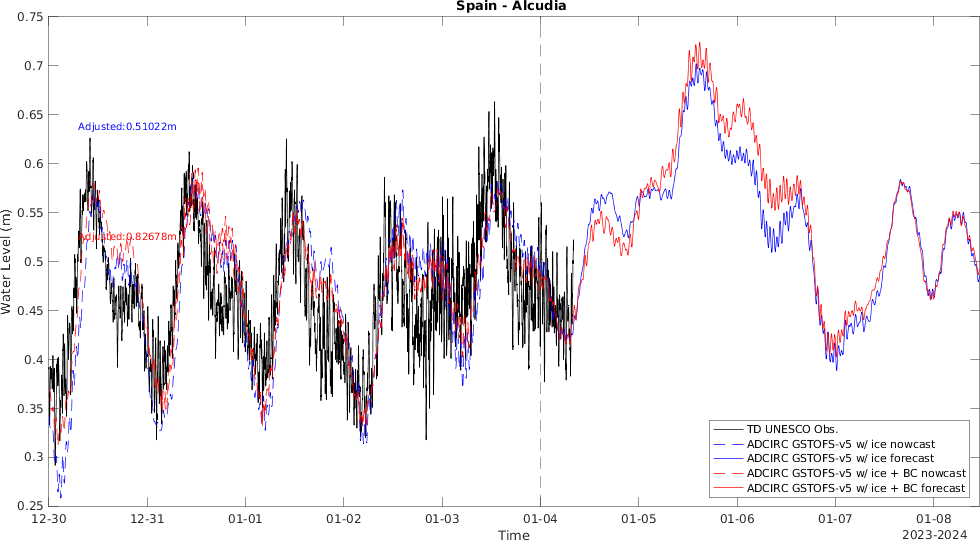 Spain - Alcudia
0.75
0.7
0.65
0.6
0.55
0.5
0.45
0.4
0.35
0.3
0.25
Water Level (m)
Adjusted:0.51022m
Adjusted:0.82678m
TD UNESCO Obs.
ADCIRC GSTOFS-v5 w/ ice nowcast
ADCIRC GSTOFS-v5 w/ ice forecast
ADCIRC GSTOFS-v5 w/ ice + BC nowcast
ADCIRC GSTOFS-v5 w/ ice + BC forecast
12-30 12-31 01-01 01-02 01-03 01-04 01-05 01-06 01-07 01-08
Time
2023-2024